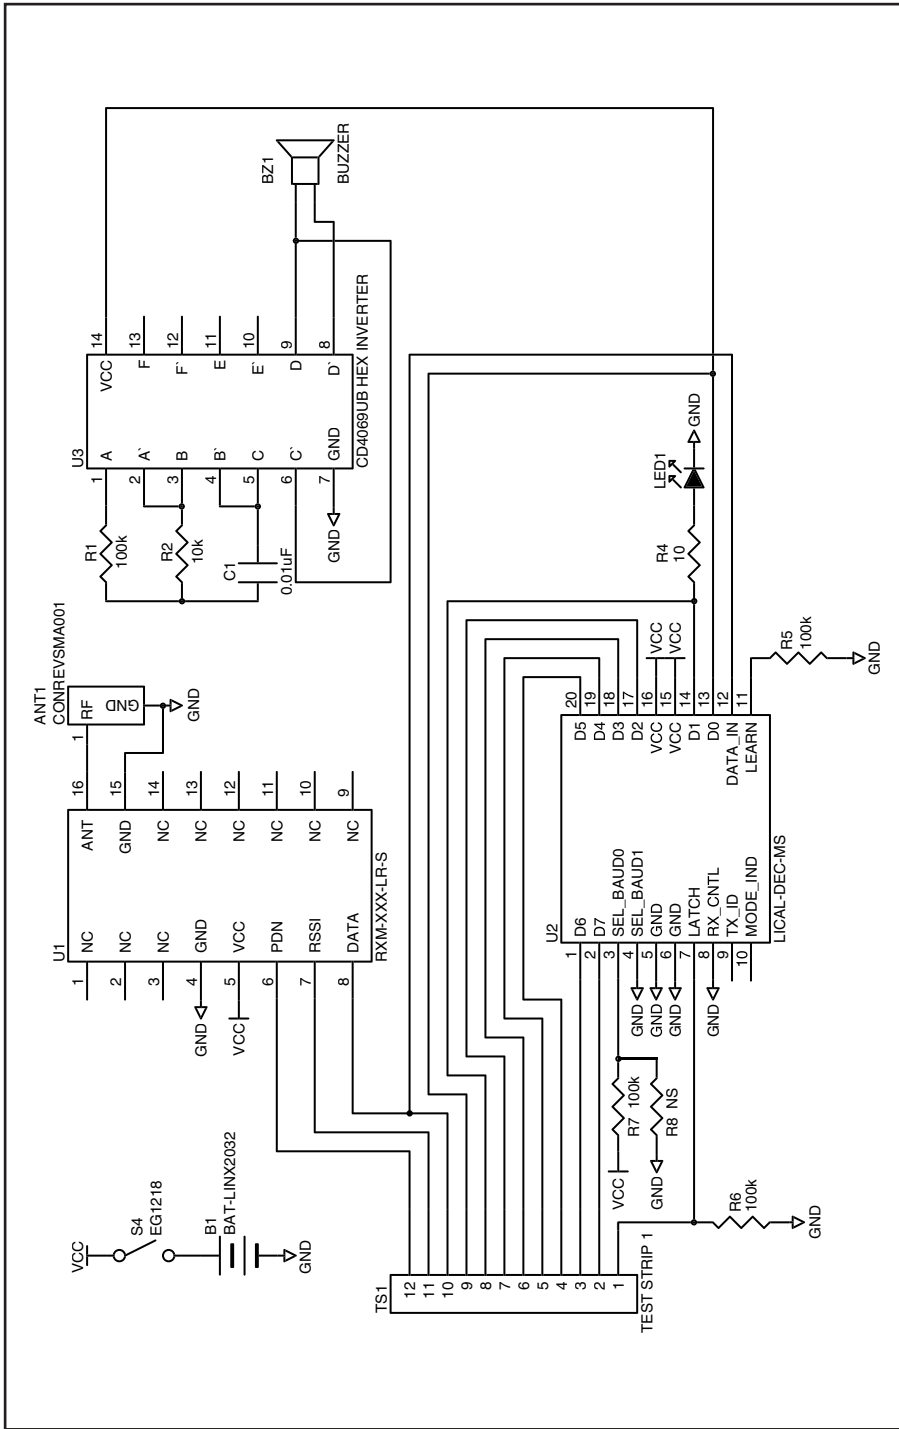 VCC
S4
EG1218
B1
BAT-LINX2032
GND
U1
1 NC
2 NC
3 NC
4 GND
5 VCC
6 PDN
7 RSSI
8 DATA
ANT 16
GND 15
NC 14
NC 13
NC 12
NC 11
NC 10
NC 9
RXM-XXX-LR-S
GND
VCC
ANT1
CONREVSMA001
1 RF
GND
GND
R1
100k
R2
10k
C1
0.01uF
U3
1 A
2 A`
3 B
4 B`
5 C
6 C`
7 GND
VCC 14
F 13
F` 12
E 11
E` 10
D 9
D` 8
CD4069UB HEX INVERTER
GND
BZ1
BUZZER
TS1
12
11
10
9
8
7
6
5
4
3
2
1
TEST STRIP 1
R6
100k
GND
VCC
R7 100k
GND
R8 NS
GND
GND
GND
GND
U2
1 D6
2 D7
3 SEL_BAUD0
4 SEL_BAUD1
5 GND
6 GND
7 LATCH
8 RX_CNTL
9 TX_ID
10 MODE_IND
D5 20
D4 19
D3 18
D2 17
VCC 16
VCC 15
D1 14
D0 13
DATA_IN 12
LEARN 11
LICAL-DEC-MS
VCC
VCC
R4
10
LED1
GND
R5
100k
GND